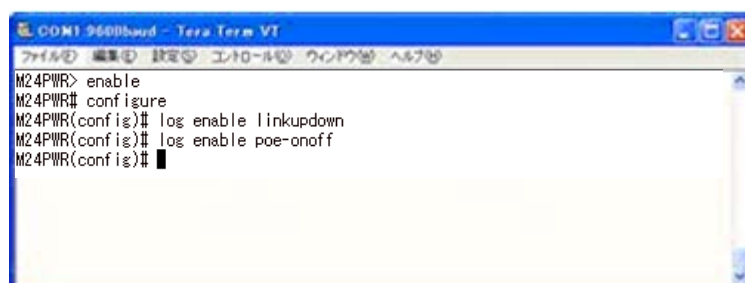 COM1:9600baud - Tera Term VT
ファイル(F) 編集(E) 設定(S) コントロール(O) ウィンドウ(W) ヘルプ(H)
M24PWR> enable
M24PWR# configure
M24PWR(config)# log enable linkupdown
M24PWR(config)# log enable poe-onoff
M24PWR(config)#